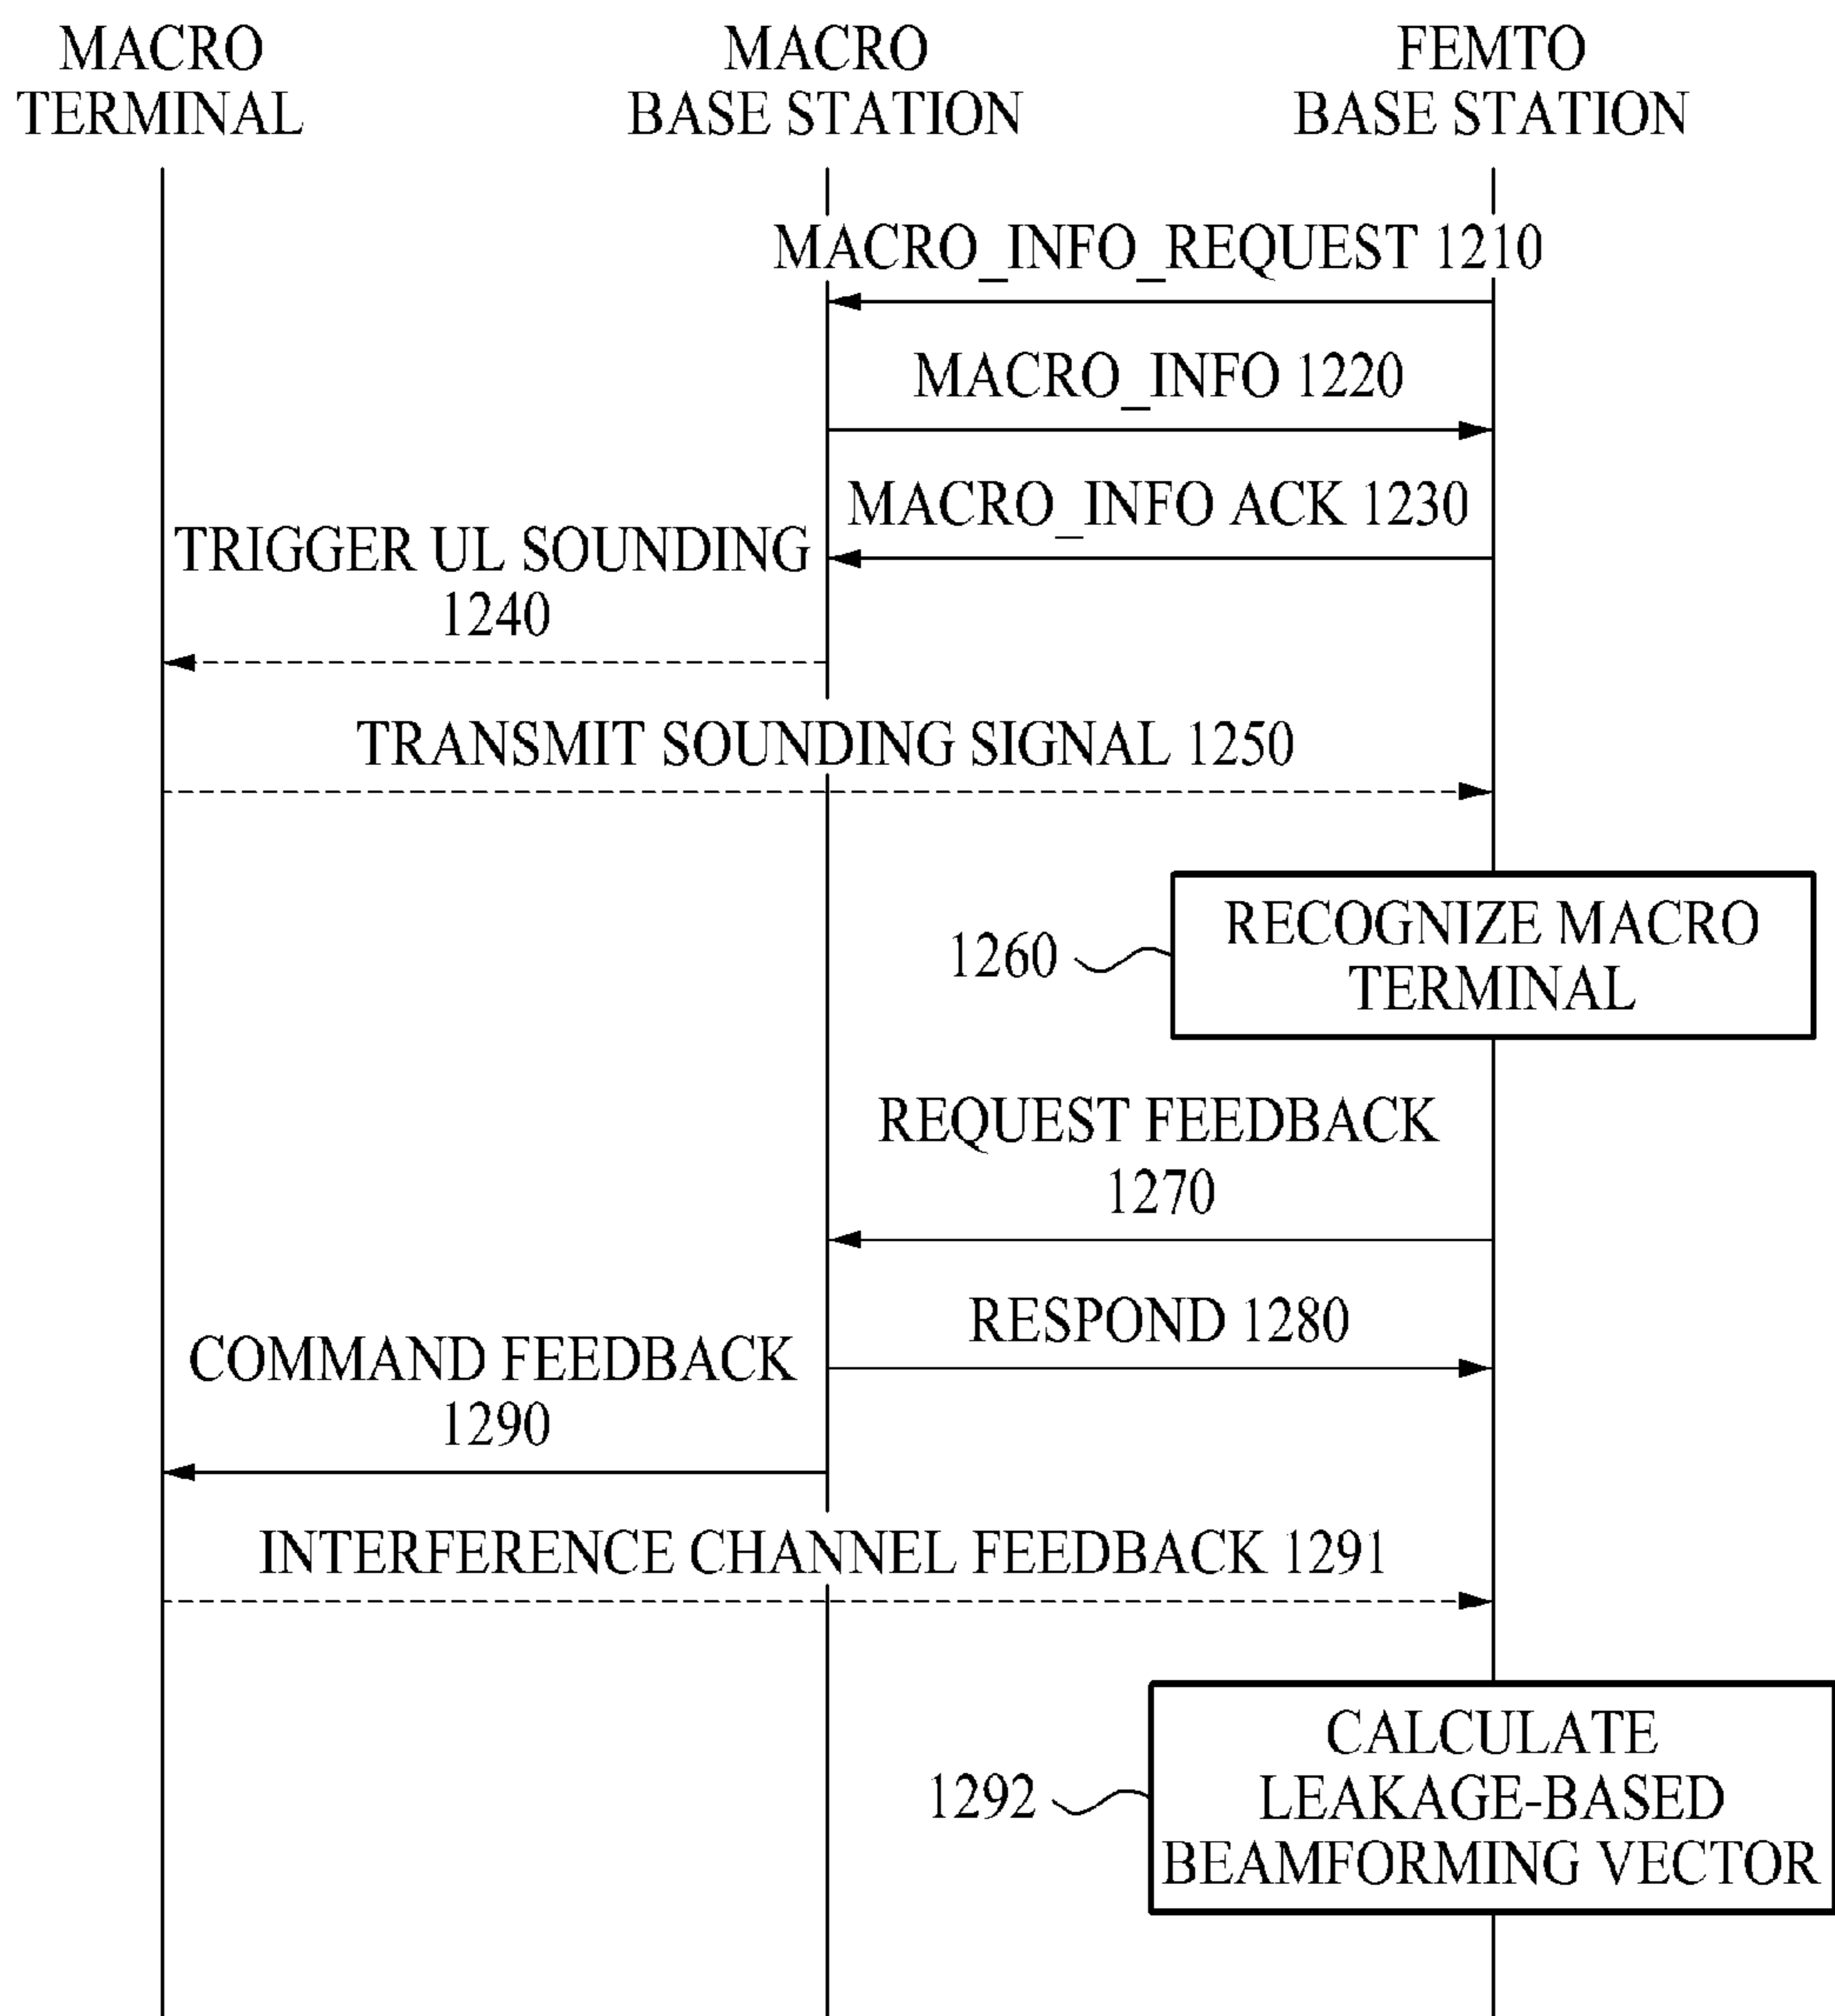 MACRO
TERMINAL
MACRO
BASE STATION
FEMTO
BASE STATION
MACRO_INFO_REQUEST 1210
MACRO_INFO 1220
MACRO_INFO ACK 1230
TRIGGER UL SOUNDING
1240
TRANSMIT SOUNDING SIGNAL 1250
RECOGNIZE MACRO
TERMINAL
1260
REQUEST FEEDBACK
1270
RESPOND 1280
COMMAND FEEDBACK
1290
INTERFERENCE CHANNEL FEEDBACK 1291
CALCULATE
LEAKAGE-BASED
BEAMFORMING VECTOR
1292